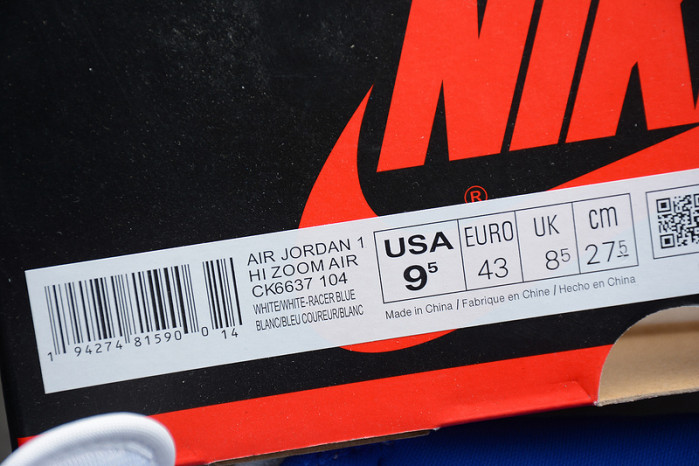 NIKE
®
AIR JORDAN 1
HI ZOOM AIR
CK6637 104
WHITE/WHITE-RACER BLUE
BLANC/BLEU COUREUR/BLANC
1 94274 81590 0 14
USA
9⁵
EURO
43
UK
8⁵
cm
27.⁵
Made in China / Fabrique en Chine / Hecho en China